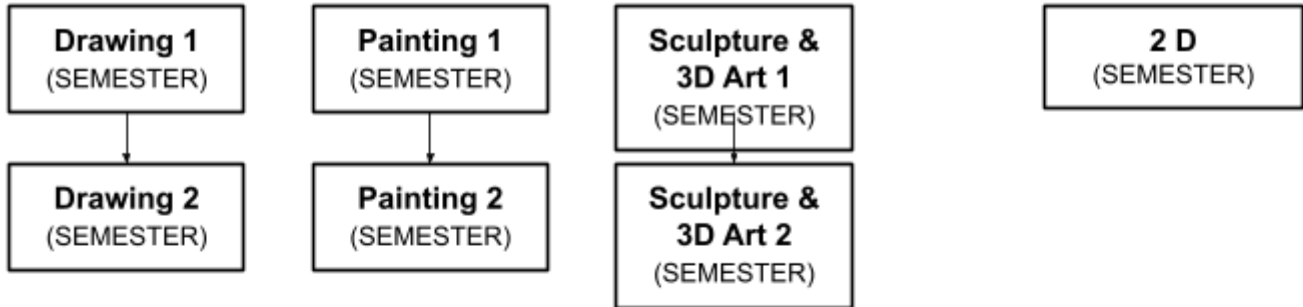 Drawing 1
(SEMESTER)
Painting 1
(SEMESTER)
Sculpture &
3D Art 1
(SEMESTER)
2 D
(SEMESTER)
Drawing 2
(SEMESTER)
Painting 2
(SEMESTER)
Sculpture &
3D Art 2
(SEMESTER)